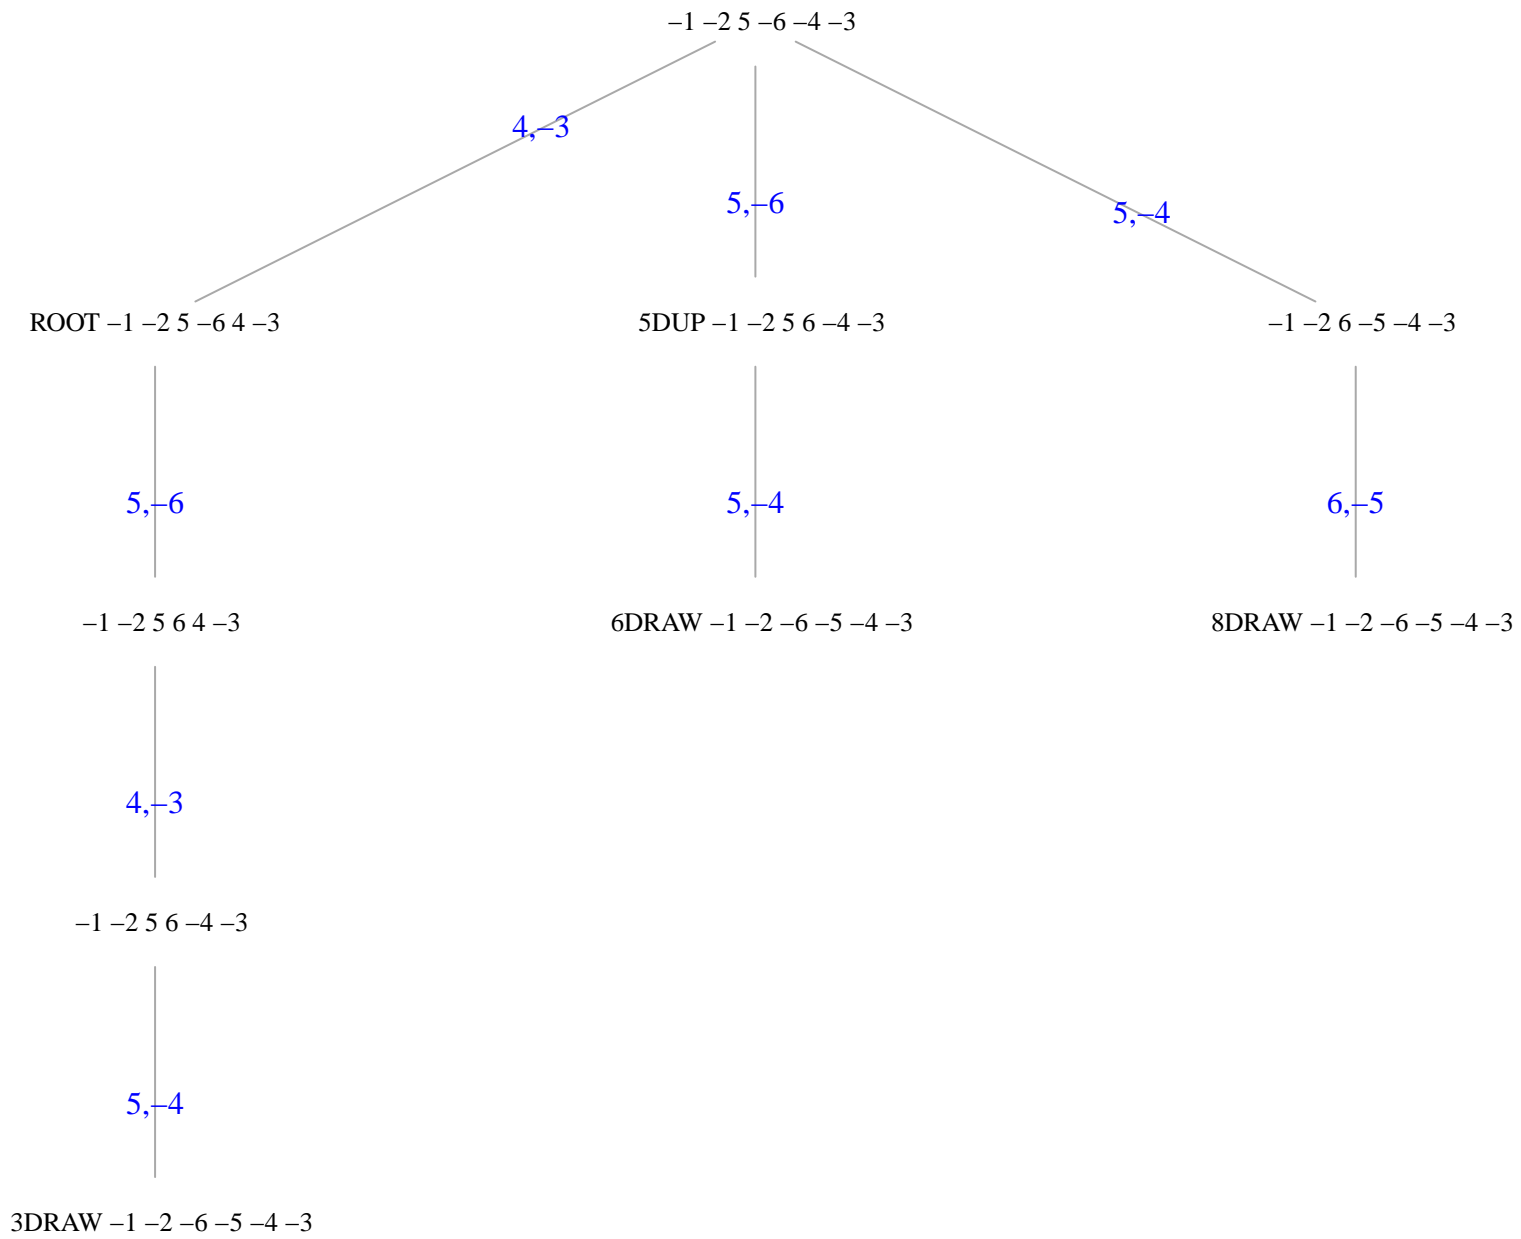 –1 –2 5 –6 –4 –3
4,–3
5,–6
5,–4
ROOT –1 –2 5 –6 4 –3
5DUP –1 –2 5 6 –4 –3
–1 –2 6 –5 –4 –3
5,–6
5,–4
6,–5
–1 –2 5 6 4 –3
6DRAW –1 –2 –6 –5 –4 –3
8DRAW –1 –2 –6 –5 –4 –3
4,–3
–1 –2 5 6 –4 –3
5,–4
3DRAW –1 –2 –6 –5 –4 –3